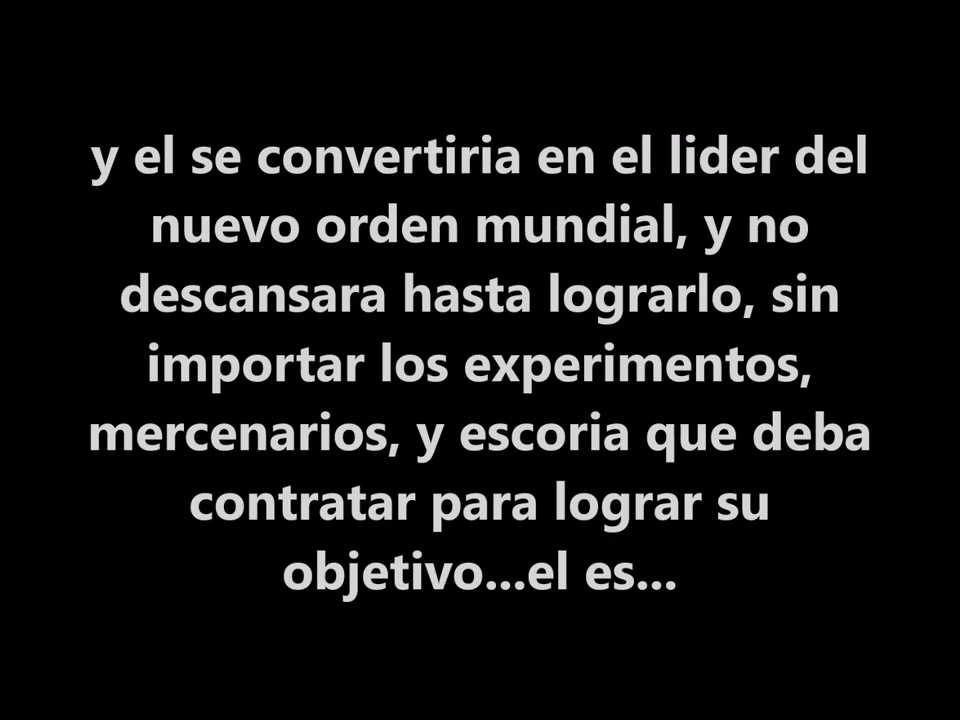 y el se convertiria en el lider del
nuevo orden mundial, y no
descansara hasta lograrlo, sin
importar los experimentos,
mercenarios, y escoria que deba
contratar para lograr su
objetivo...el es...